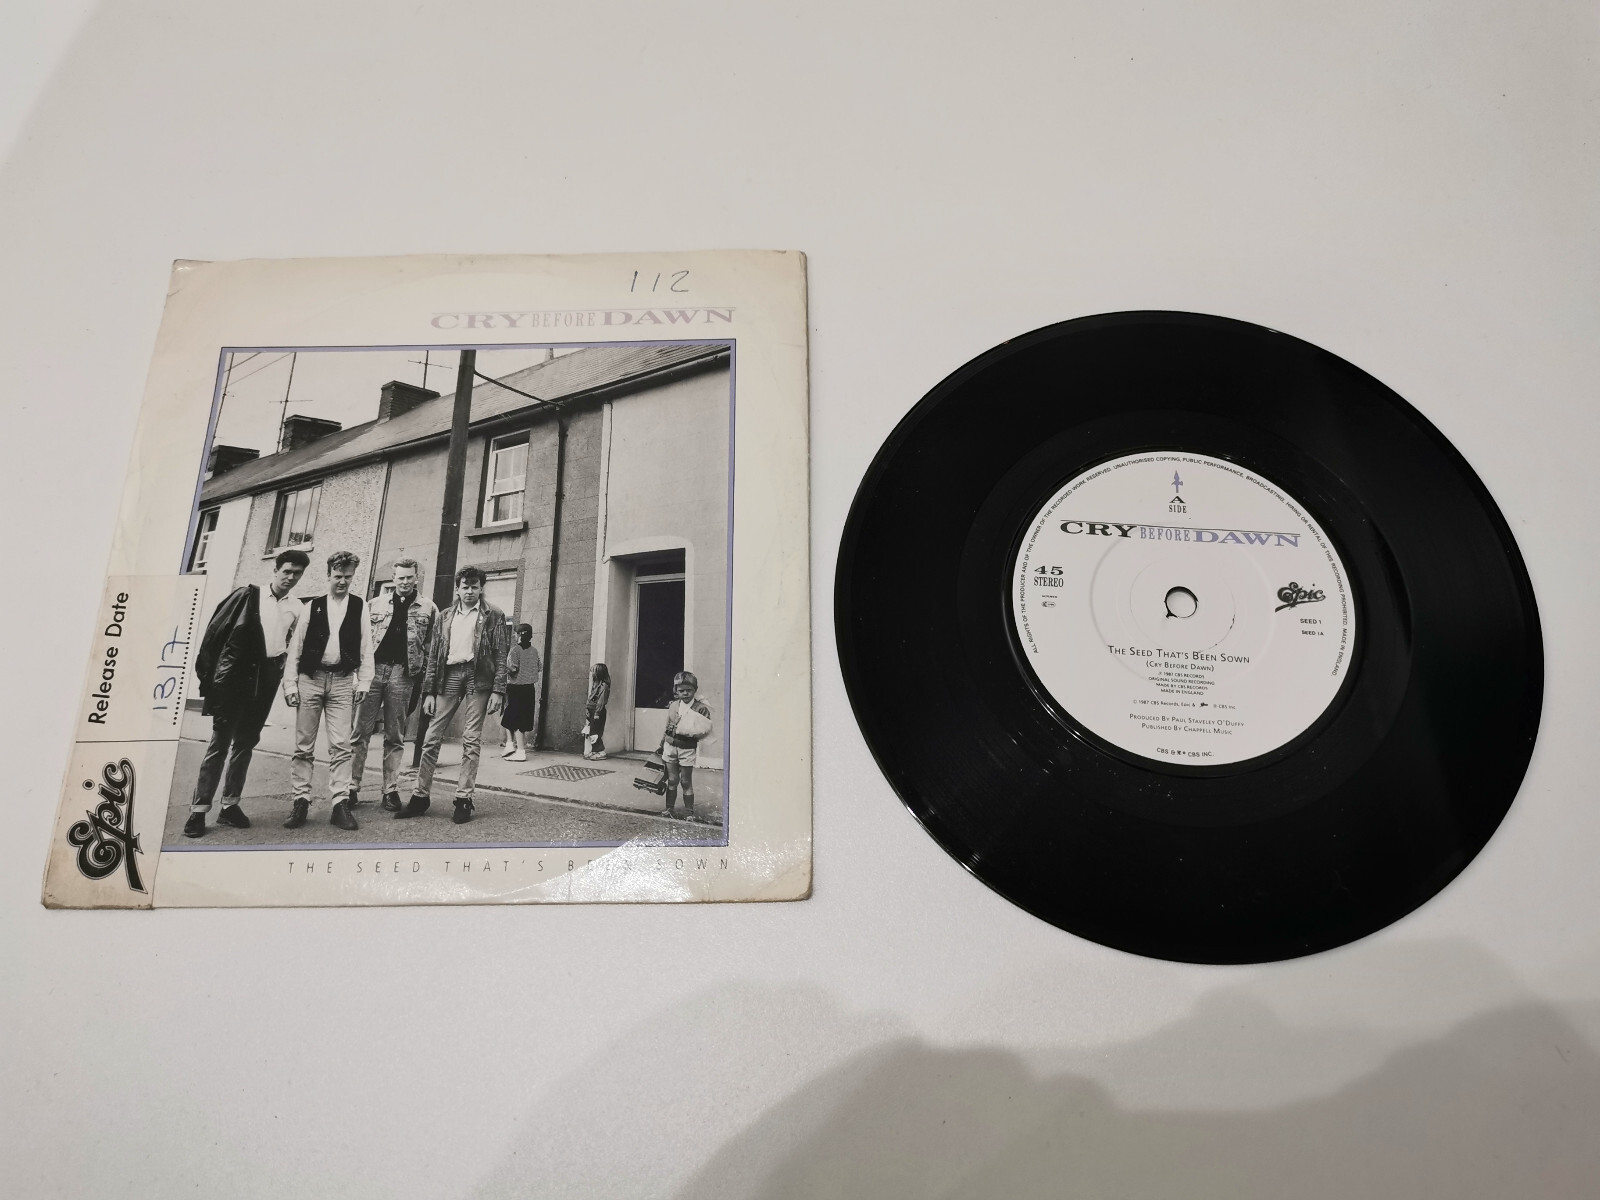 112
CRY BEFORE DAWN
THE SEED THAT'S BEEN SOWN
Release Date
13/7
Epic
ALL RIGHTS OF THE PRODUCER AND OF THE OWNER OF THE RECORDED WORK RESERVED. UNAUTHORISED COPYING, PUBLIC PERFORMANCE, BROADCASTING, HIRING OR RENTAL OF THIS RECORDING PROHIBITED. MADE IN ENGLAND.
A
SIDE
CRY BEFORE DAWN
45
STEREO
Epic
SEED 1
SEED 1A
THE SEED THAT'S BEEN SOWN
(CRY BEFORE DAWN)
℗ 1987 CBS RECORDS
ORIGINAL SOUND RECORDING
MADE BY CBS RECORDS
MADE IN ENGLAND
© 1987 CBS Records, Epic & © CBS Inc
PRODUCED BY PAUL STAVELEY O'DUFFY
PUBLISHED BY CHAPPELL MUSIC
CBS & CBS INC.